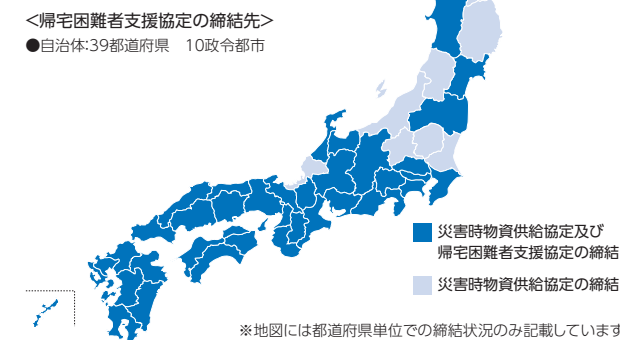 <帰宅困難者支援協定の締結先>
●自治体:39都道府県　10政令都市
災害時物資供給協定及び
帰宅困難者支援協定の締結
災害時物資供給協定の締結
※地図には都道府県単位での締結状況のみ記載しています